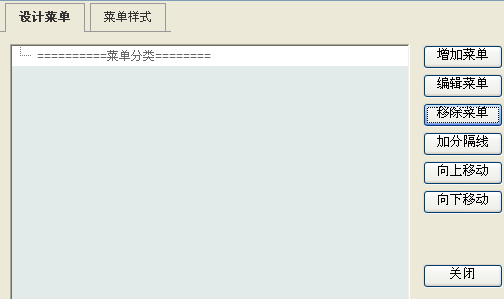 设计菜单
菜单样式
==========菜单分类========
增加菜单
编辑菜单
移除菜单
加分隔线
向上移动
向下移动
关闭